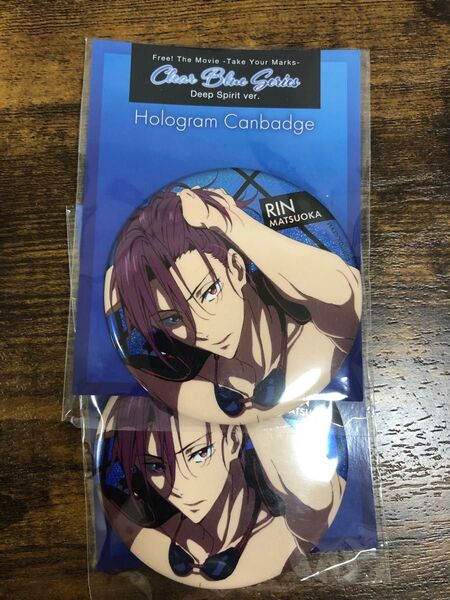 Free! The Movie -Take Your Marks-
Clear Blue Series
Deep Spirit ver.
Hologram Canbadge
RIN
MATSUOKA